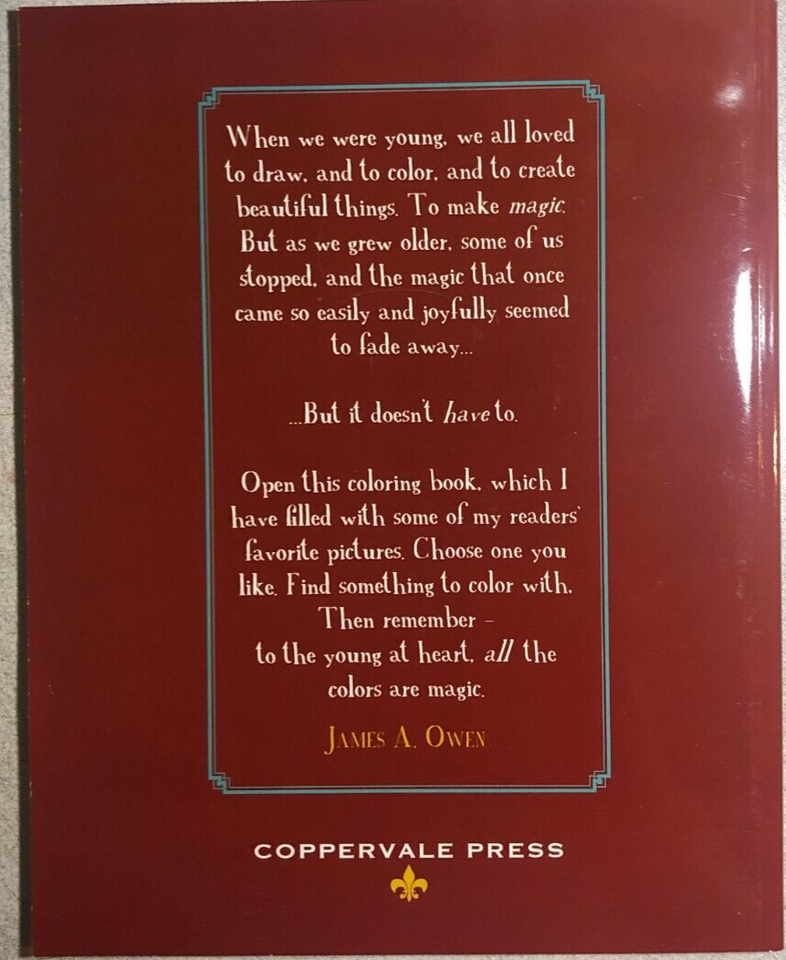 When we were young, we all loved
to draw, and to color, and to create
beautiful things. To make magic.
But as we grew older, some of us
stopped, and the magic that once
came so easily and joyfully seemed
to fade away...
...But it doesn't have to.
Open this coloring book, which I
have filled with some of my readers'
favorite pictures. Choose one you
like. Find something to color with.
Then remember –
to the young at heart, all the
colors are magic.
JAMES A. OWEN
COPPERVALE PRESS